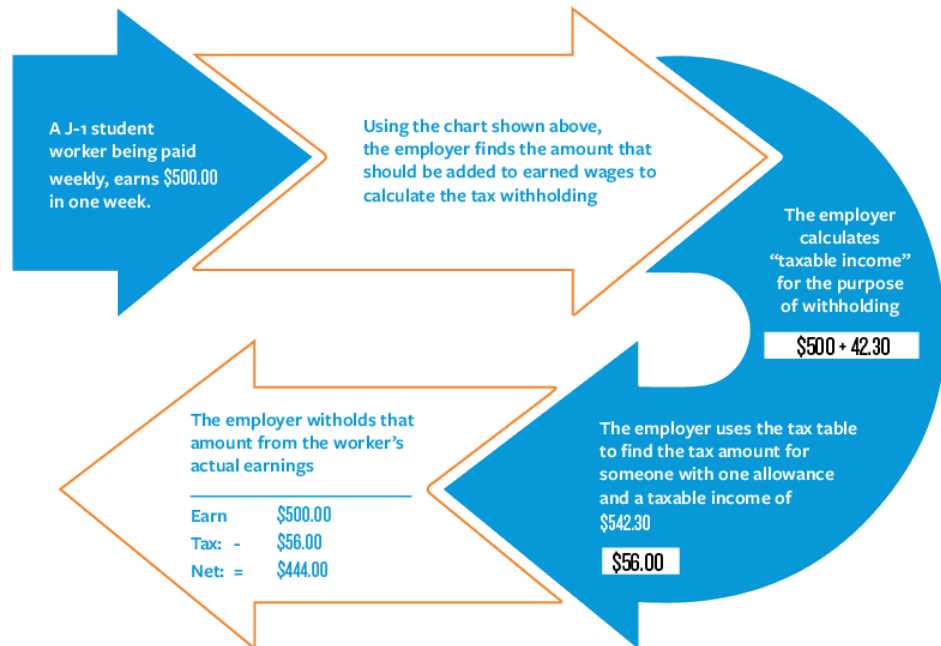 A J-1 student
worker being paid
weekly, earns $500.00
in one week.
Using the chart shown above,
the employer finds the amount that
should be added to earned wages to
calculate the tax withholding
The employer
calculates
“taxable income”
for the purpose
of withholding
$500 + 42.30
The employer uses the tax table
to find the tax amount for
someone with one allowance
and a taxable income of
$542.30
$56.00
The employer witholds that
amount from the worker’s
actual earnings
Earn $500.00
Tax: - $56.00
Net: = $444.00